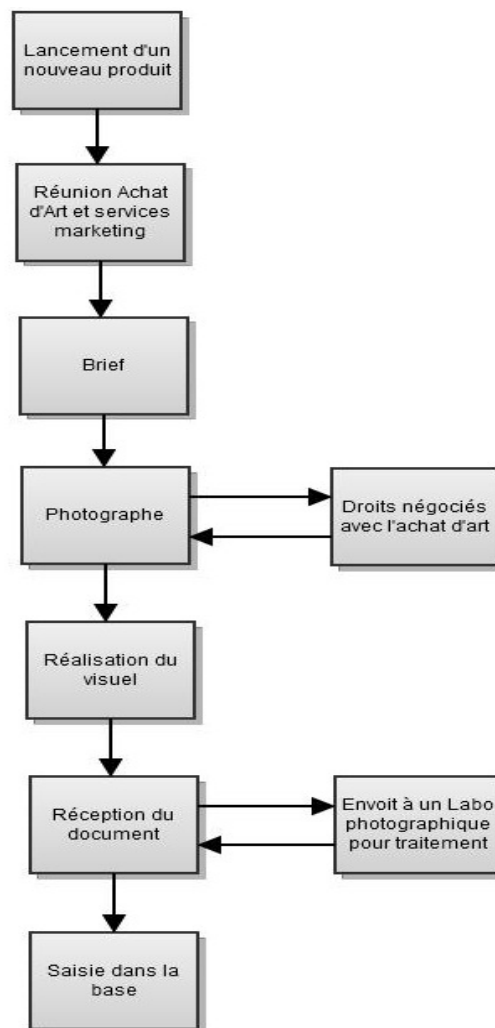 Lancement d'un
nouveau produit
Réunion Achat
d'Art et services
marketing
Brief
Photographe
Droits négociés
avec l'achat d'art
Réalisation du
visuel
Réception du
document
Envoit à un Labo
photographique
pour traitement
Saisie dans la
base